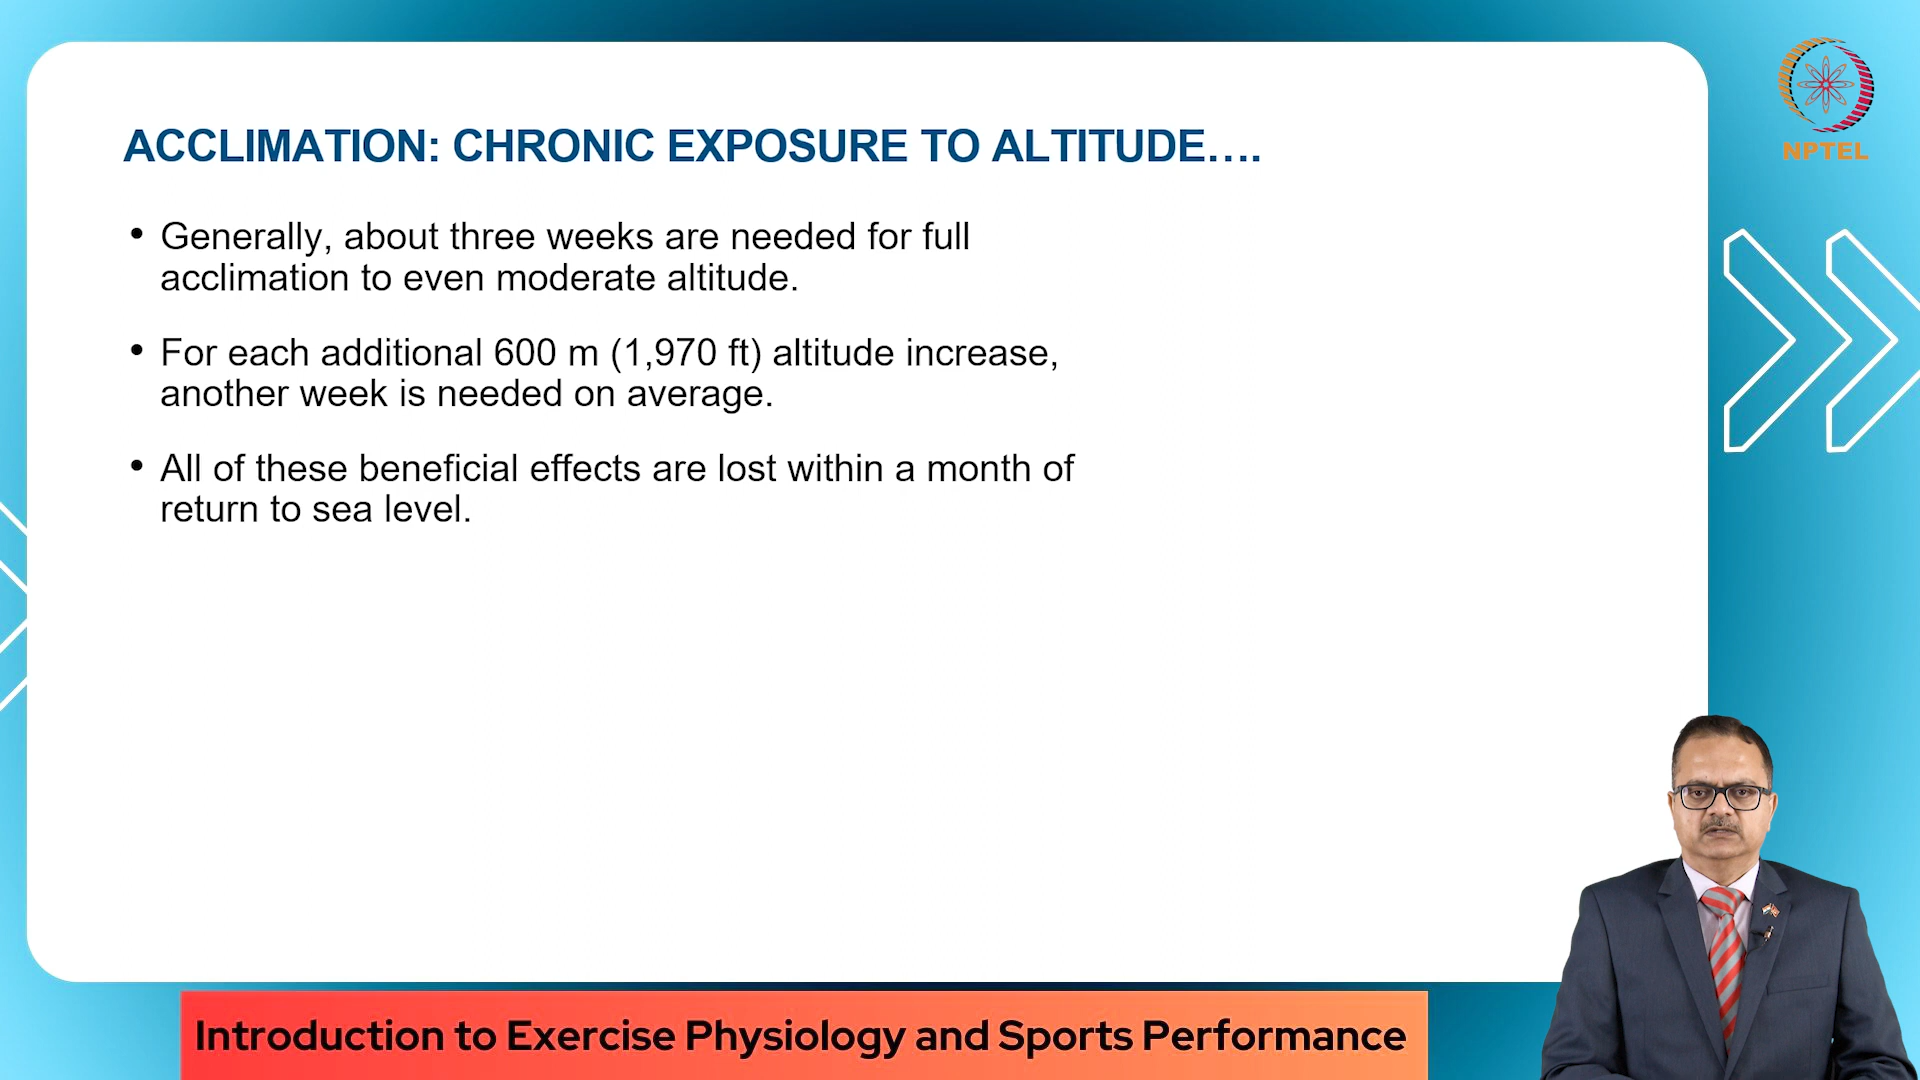 ACCLIMATION: CHRONIC EXPOSURE TO ALTITUDE....
NPTEL
• Generally, about three weeks are needed for full
acclimation to even moderate altitude.
• For each additional 600 m (1,970 ft) altitude increase,
another week is needed on average.
• All of these beneficial effects are lost within a month of
return to sea level.
Introduction to Exercise Physiology and Sports Performance